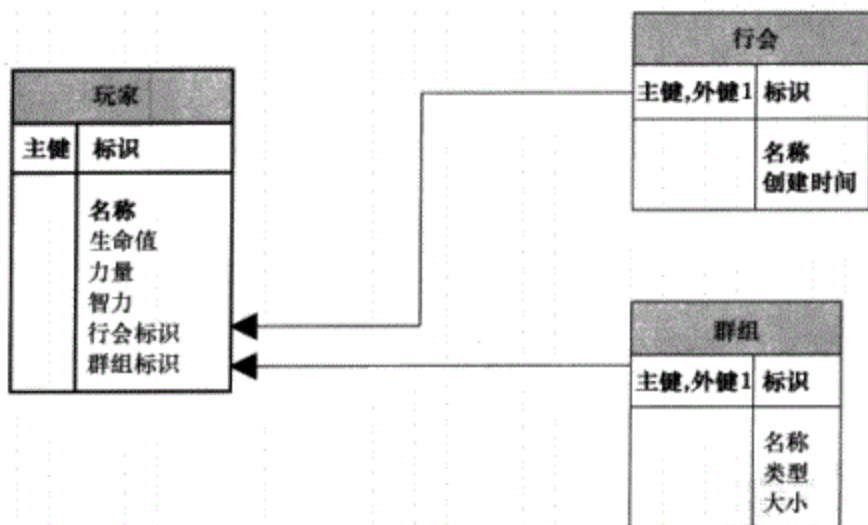 玩家
主键 标识
名称
生命值
力量
智力
行会标识
群组标识
行会
主键,外键1 标识
名称
创建时间
群组
主键,外键1 标识
名称
类型
大小